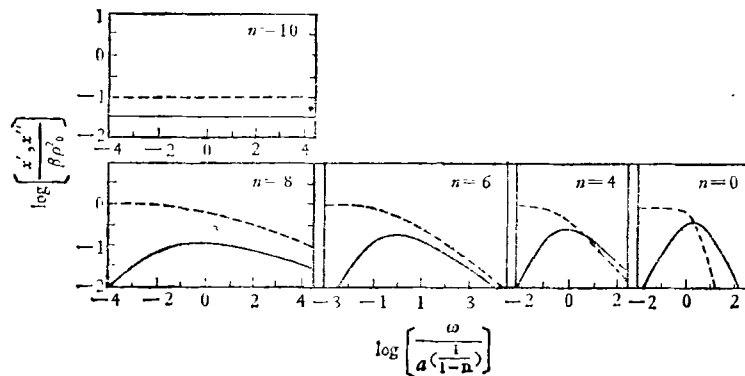 1
n=10
0
−1
−2
−4 −2 0 2 4
log[x′, x″ / βρ²₀]
n=8
n=6
n=4
n=0
0
−1
−2
−4 −2 0 2 4
−3 −1 1 3
−2 0 2
−2 0 2
log[ω / a(1/1−n)]